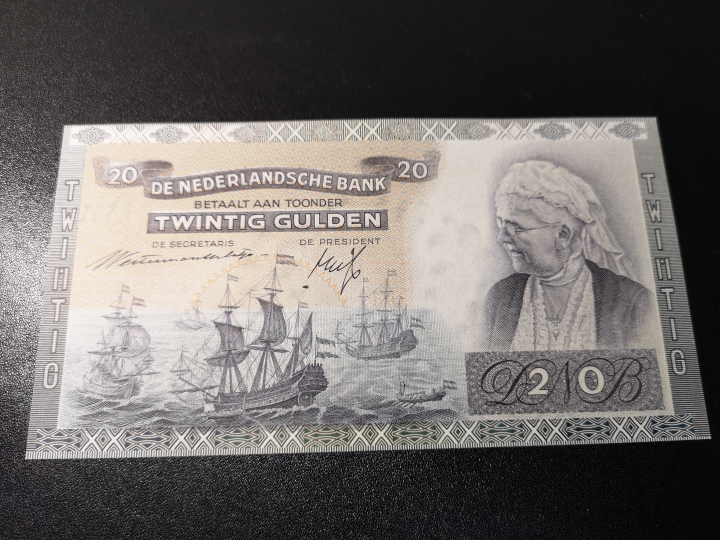 20 DE NEDERLANDSCHE BANK 20
BETAALT AAN TOONDER
TWINTIG GULDEN
DE SECRETARIS DE PRESIDENT
TWINTIG
TWINTIG
DNB
20